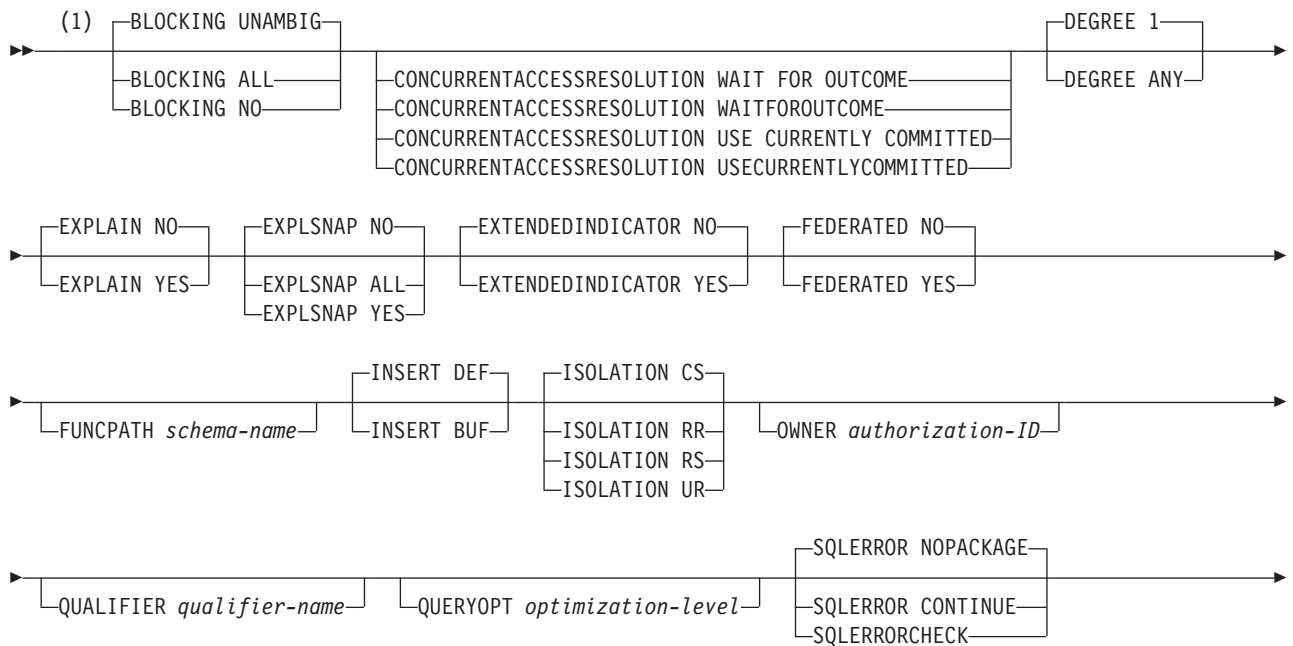 (1)
BLOCKING UNAMBIG
BLOCKING ALL
BLOCKING NO
CONCURRENTACCESSRESOLUTION WAIT FOR OUTCOME
CONCURRENTACCESSRESOLUTION WAITFOROUTCOME
CONCURRENTACCESSRESOLUTION USE CURRENTLY COMMITTED
CONCURRENTACCESSRESOLUTION USECURRENTLYCOMMITTED
DEGREE 1
DEGREE ANY
EXPLAIN NO
EXPLAIN YES
EXPLSNAP NO
EXPLSNAP ALL
EXPLSNAP YES
EXTENDEDINDICATOR NO
EXTENDEDINDICATOR YES
FEDERATED NO
FEDERATED YES
FUNCPATH schema-name
INSERT DEF
INSERT BUF
ISOLATION CS
ISOLATION RR
ISOLATION RS
ISOLATION UR
OWNER authorization-ID
QUALIFIER qualifier-name
QUERYOPT optimization-level
SQLERROR NOPACKAGE
SQLERROR CONTINUE
SQLERRORCHECK